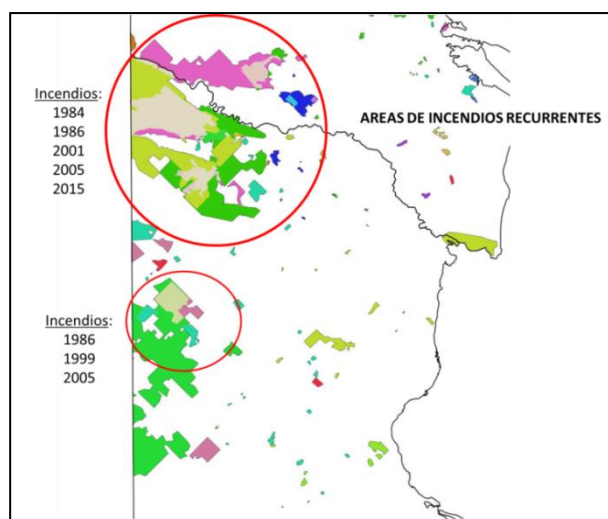 AREAS DE INCENDIOS RECURRENTES
Incendios:
1984
1986
2001
2005
2015
Incendios:
1986
1999
2005